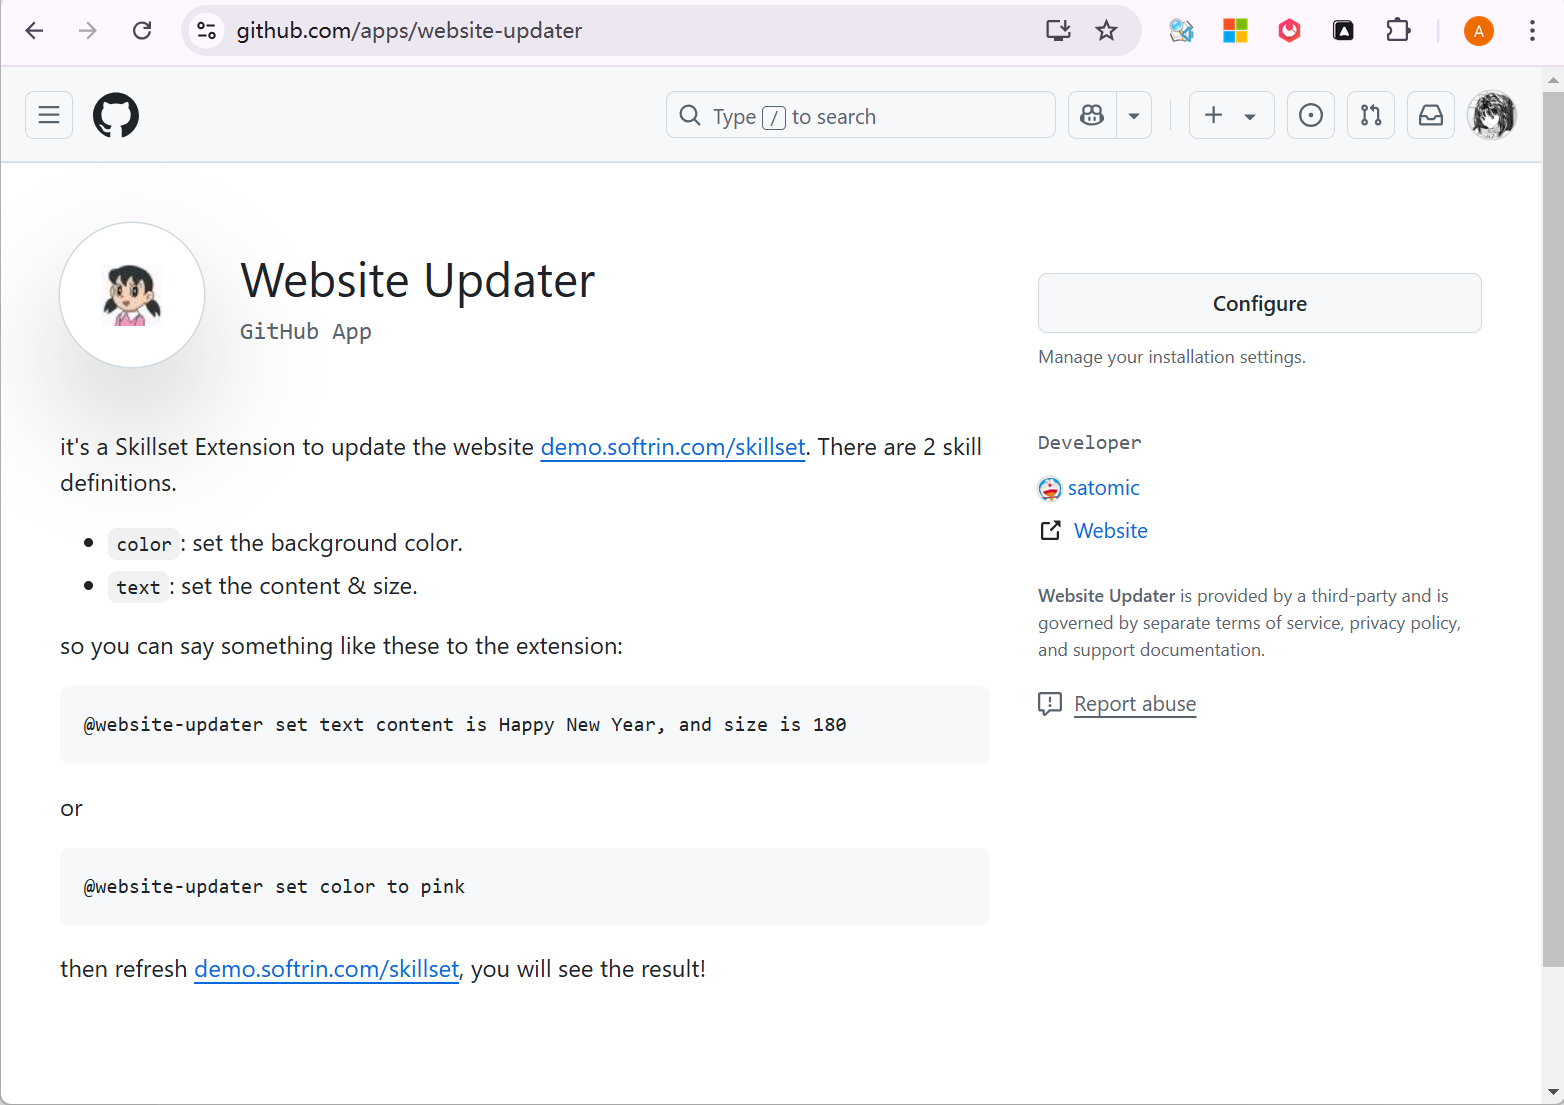 github.com/apps/website-updater
A
Type / to search
Website Updater
GitHub App
Configure
Manage your installation settings.
it's a Skillset Extension to update the website demo.softrin.com/skillset. There are 2 skill
definitions.
color: set the background color.
text: set the content & size.
so you can say something like these to the extension:
@website-updater set text content is Happy New Year, and size is 180
or
@website-updater set color to pink
then refresh demo.softrin.com/skillset, you will see the result!
Developer
satomic
Website
Website Updater is provided by a third-party and is
governed by separate terms of service, privacy policy,
and support documentation.
Report abuse